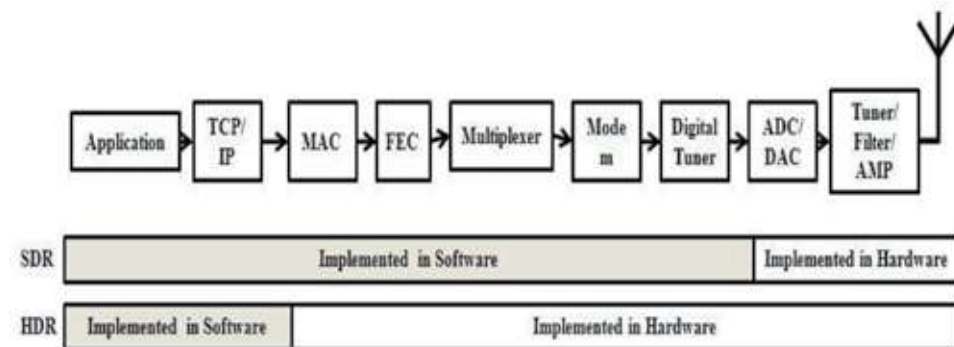 Application
TCP/
IP
MAC
FEC
Multiplexer
Mode
m
Digital
Tuner
ADC/
DAC
Tuner/
Filter/
AMP
SDR Implemented in Software Implemented in Hardware
HDR Implemented in Software Implemented in Hardware